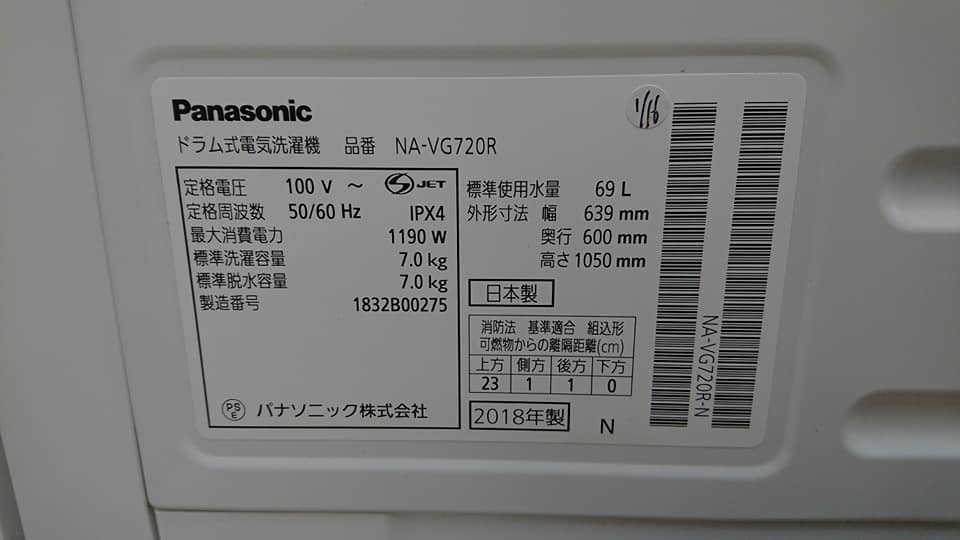 Panasonic
ドラム式電気洗濯機 品番 NA-VG720R
1/16
定格電圧 100 V ~ S JET
定格周波数 50/60 Hz IPX4
最大消費電力 1190 W
標準洗濯容量 7.0 kg
標準脱水容量 7.0 kg
製造番号 1832B00275
PS
E
パナソニック株式会社
標準使用水量 69 L
外形寸法 幅 639 mm
奥行 600 mm
高さ 1050 mm
日本製
消防法 基準適合 組込形
可燃物からの離隔距離(cm)
上方 側方 後方 下方
23 1 1 0
2018年製 N
NA-VG720R-N